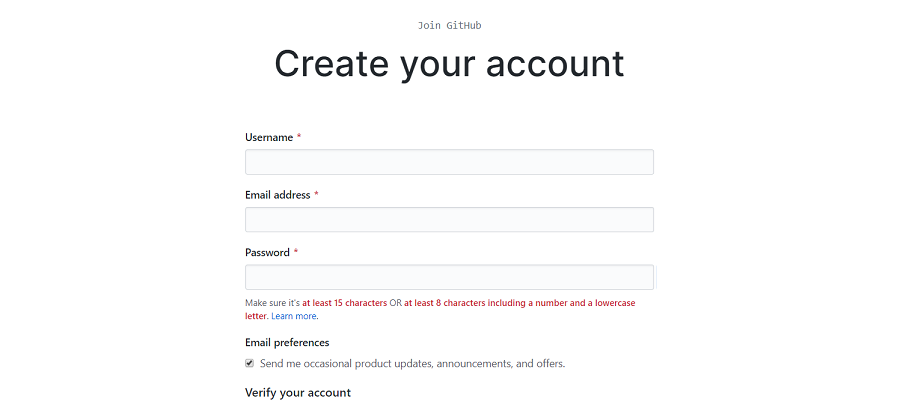 Join GitHub
Create your account
Username *
Email address *
Password *
Make sure it's at least 15 characters OR at least 8 characters including a number and a lowercase
letter. Learn more.
Email preferences
Send me occasional product updates, announcements, and offers.
Verify your account